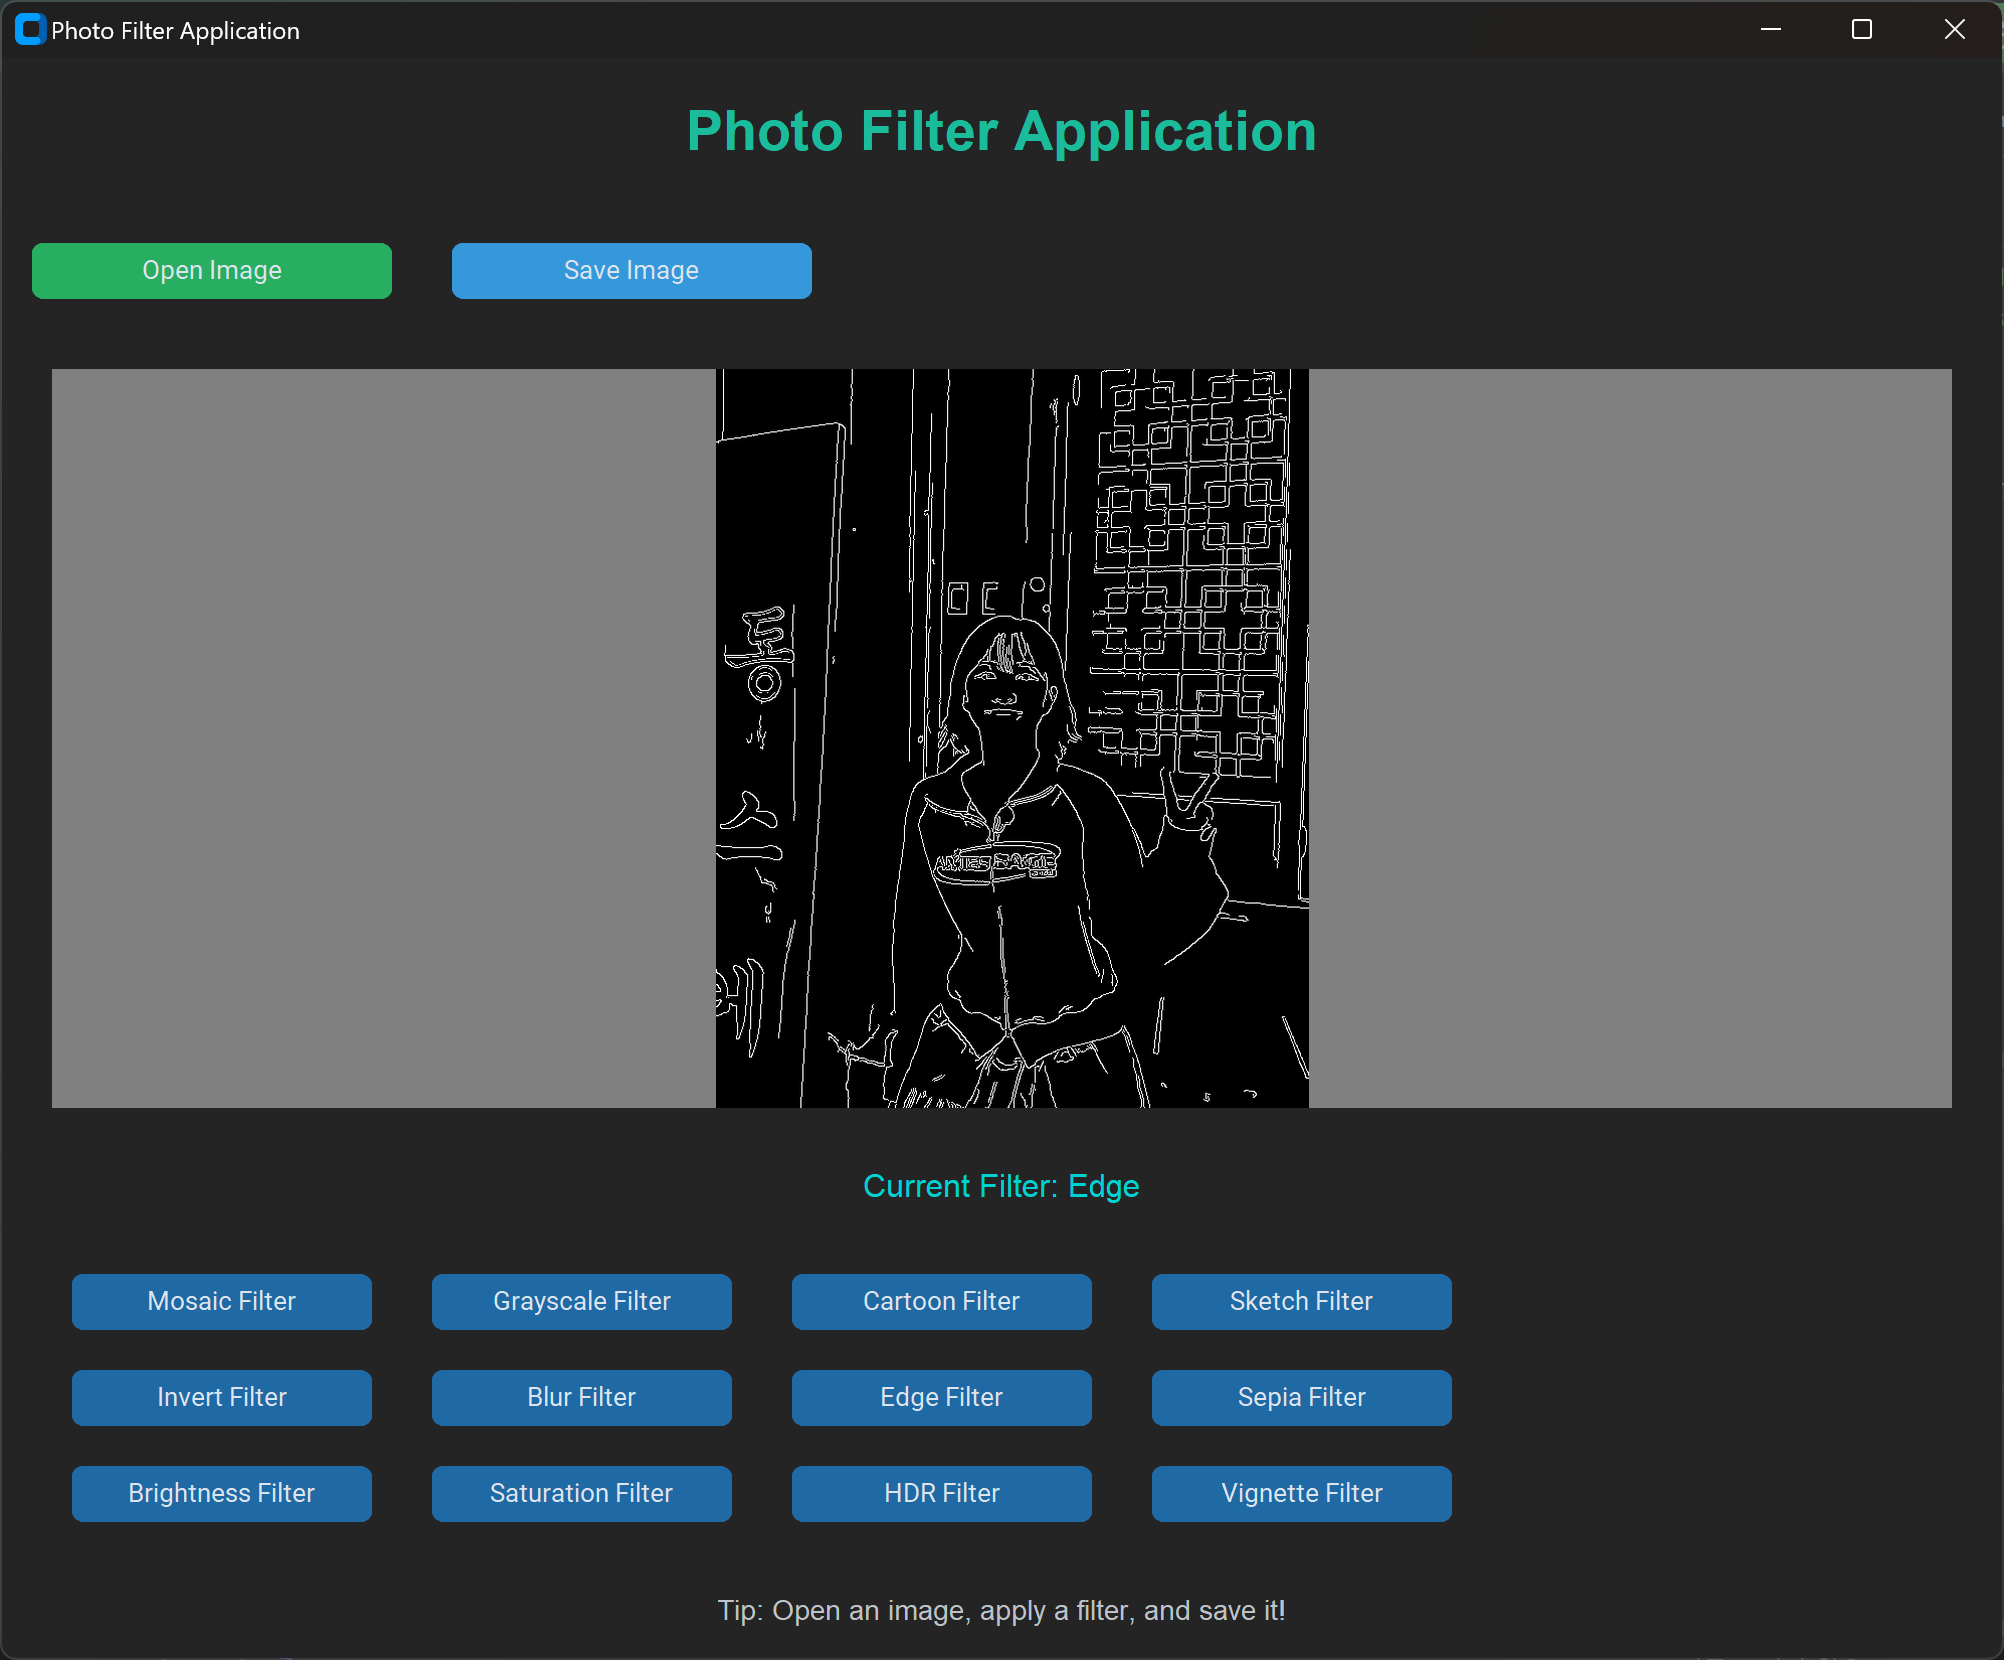 Photo Filter Application
Photo Filter Application
Open Image
Save Image
통
스
에
Current Filter: Edge
Mosaic Filter
Grayscale Filter
Cartoon Filter
Sketch Filter
Invert Filter
Blur Filter
Edge Filter
Sepia Filter
Brightness Filter
Saturation Filter
HDR Filter
Vignette Filter
Tip: Open an image, apply a filter, and save it!